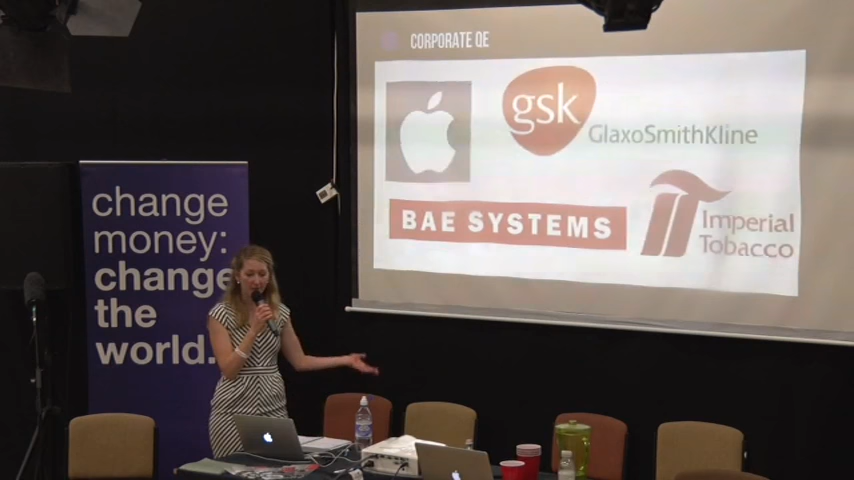 CORPORATE QE
gsk
GlaxoSmithKline
BAE SYSTEMS
Imperial
Tobacco
change
money:
change
the
world.